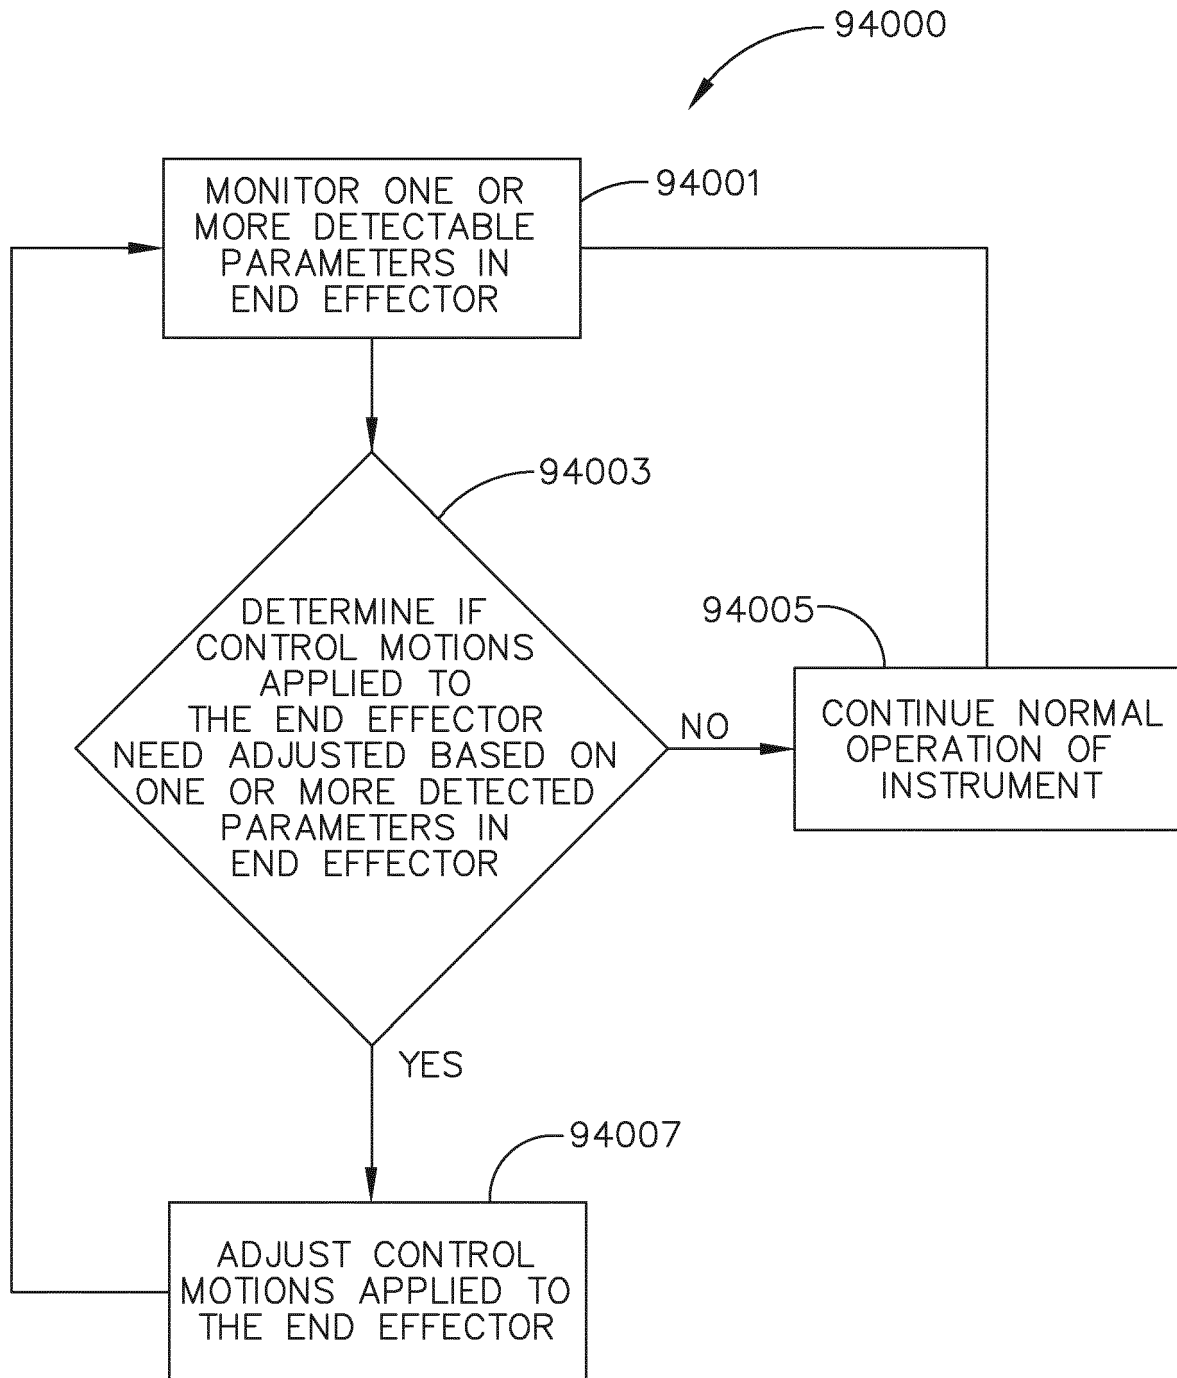 94000
MONITOR ONE OR
MORE DETECTABLE
PARAMETERS IN
END EFFECTOR
94001
94003
DETERMINE IF
CONTROL MOTIONS
APPLIED TO
THE END EFFECTOR
NEED ADJUSTED BASED ON
ONE OR MORE DETECTED
PARAMETERS IN
END EFFECTOR
NO
94005
CONTINUE NORMAL
OPERATION OF
INSTRUMENT
YES
94007
ADJUST CONTROL
MOTIONS APPLIED TO
THE END EFFECTOR